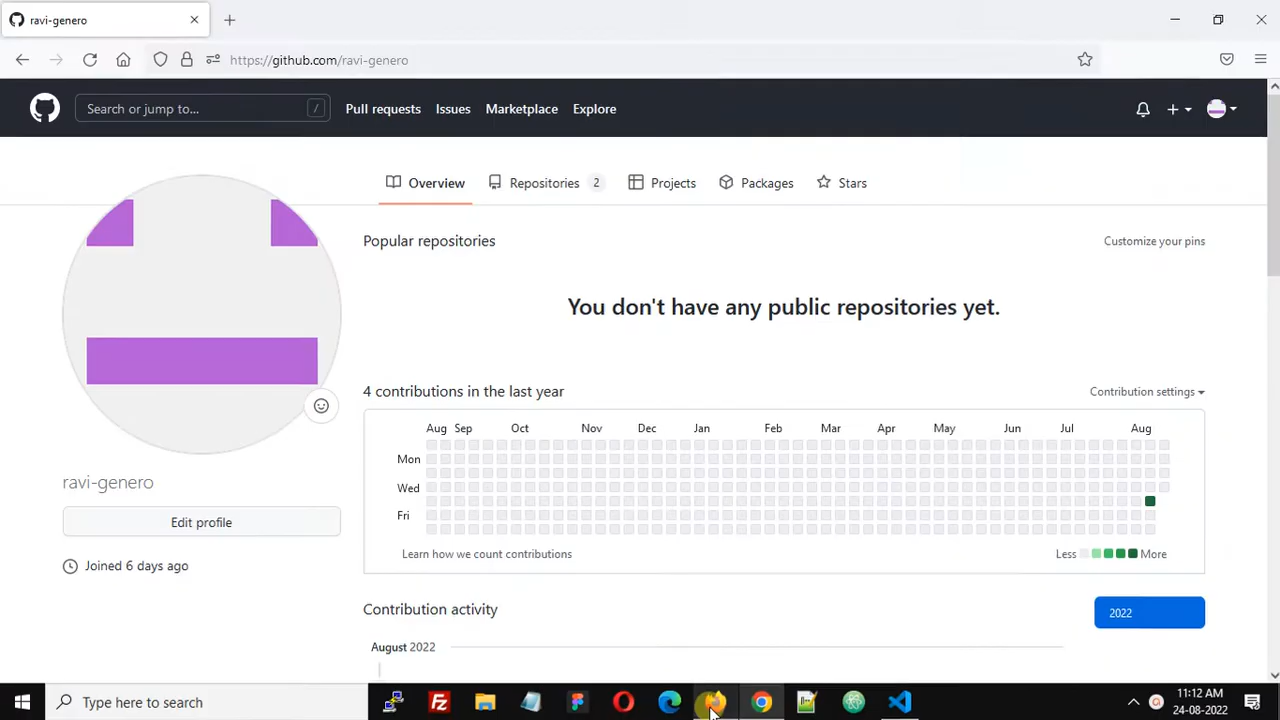 ravi-genero
https://github.com/ravi-genero
Search or jump to... /
Pull requests Issues Marketplace Explore
Overview Repositories 2 Projects Packages Stars
Popular repositories Customize your pins
You don't have any public repositories yet.
4 contributions in the last year Contribution settings
Aug Sep Oct Nov Dec Jan Feb Mar Apr May Jun Jul Aug
Mon
Wed
Fri
Learn how we count contributions Less More
ravi-genero
Edit profile
Joined 6 days ago
Contribution activity 2022
August 2022
Type here to search
11:12 AM
24-08-2022